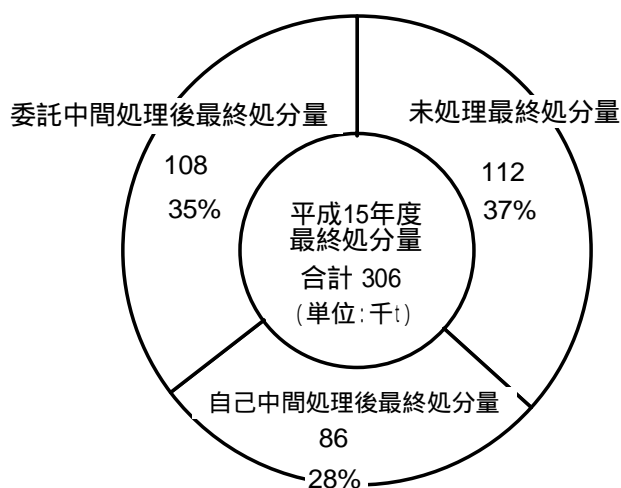 委託中間処理後最終処分量
108
35%
未処理最終処分量
112
37%
平成15年度
最終処分量
合計 306
(単位:千t)
自己中間処理後最終処分量
86
28%